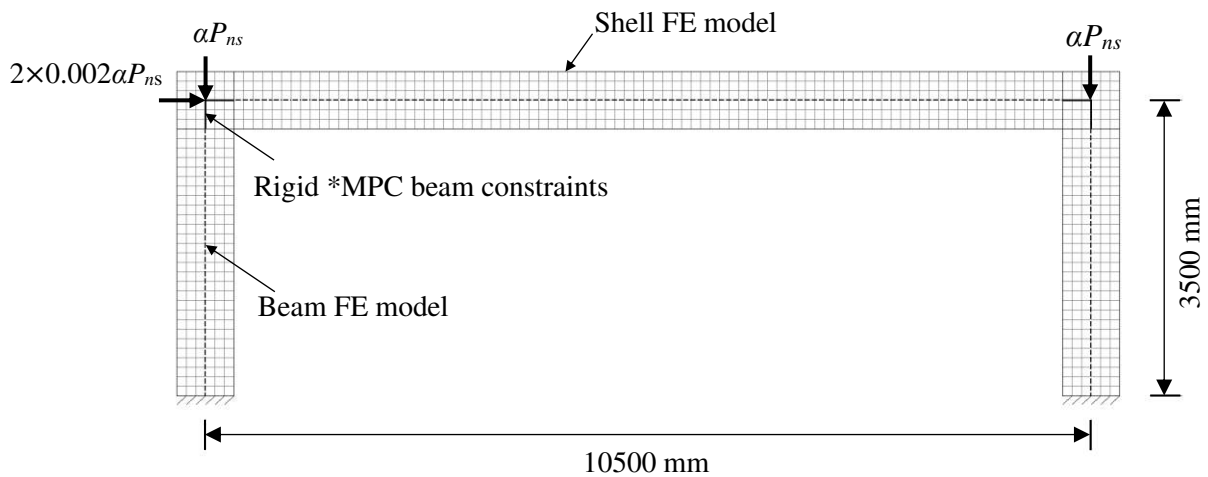 Shell FE model
αPns
αPns
2×0.002αPns
Rigid *MPC beam constraints
Beam FE model
3500 mm
10500 mm